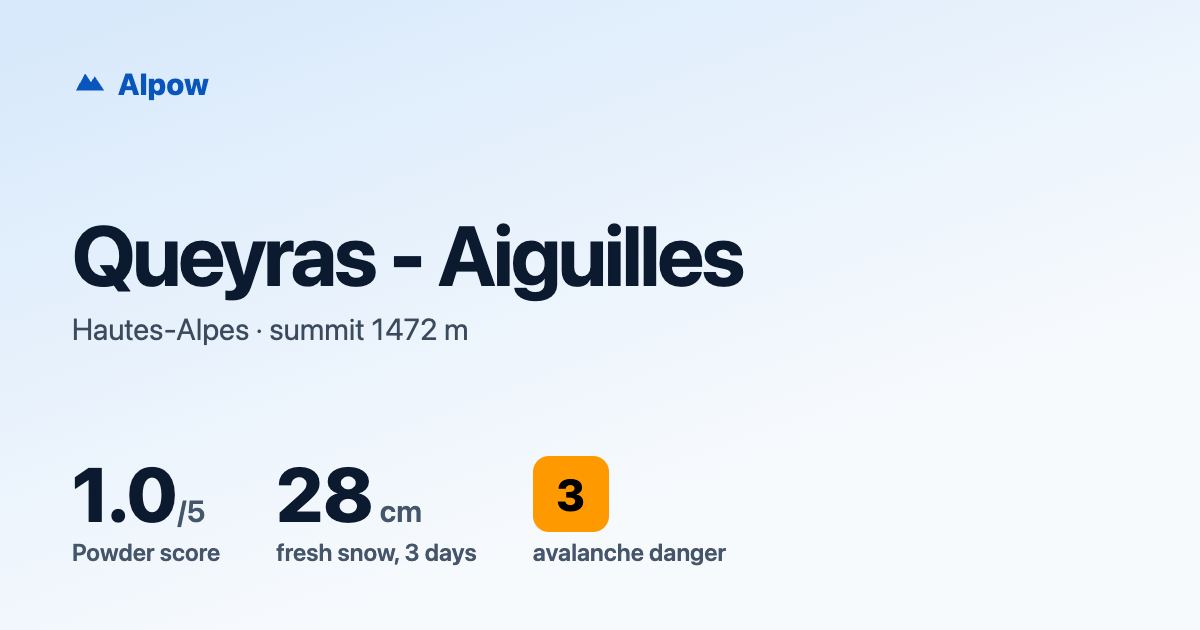 Alpow
Queyras - Aiguilles
Hautes-Alpes · summit 1472 m
1.0/5 28 cm 3
Powder score fresh snow, 3 days avalanche danger